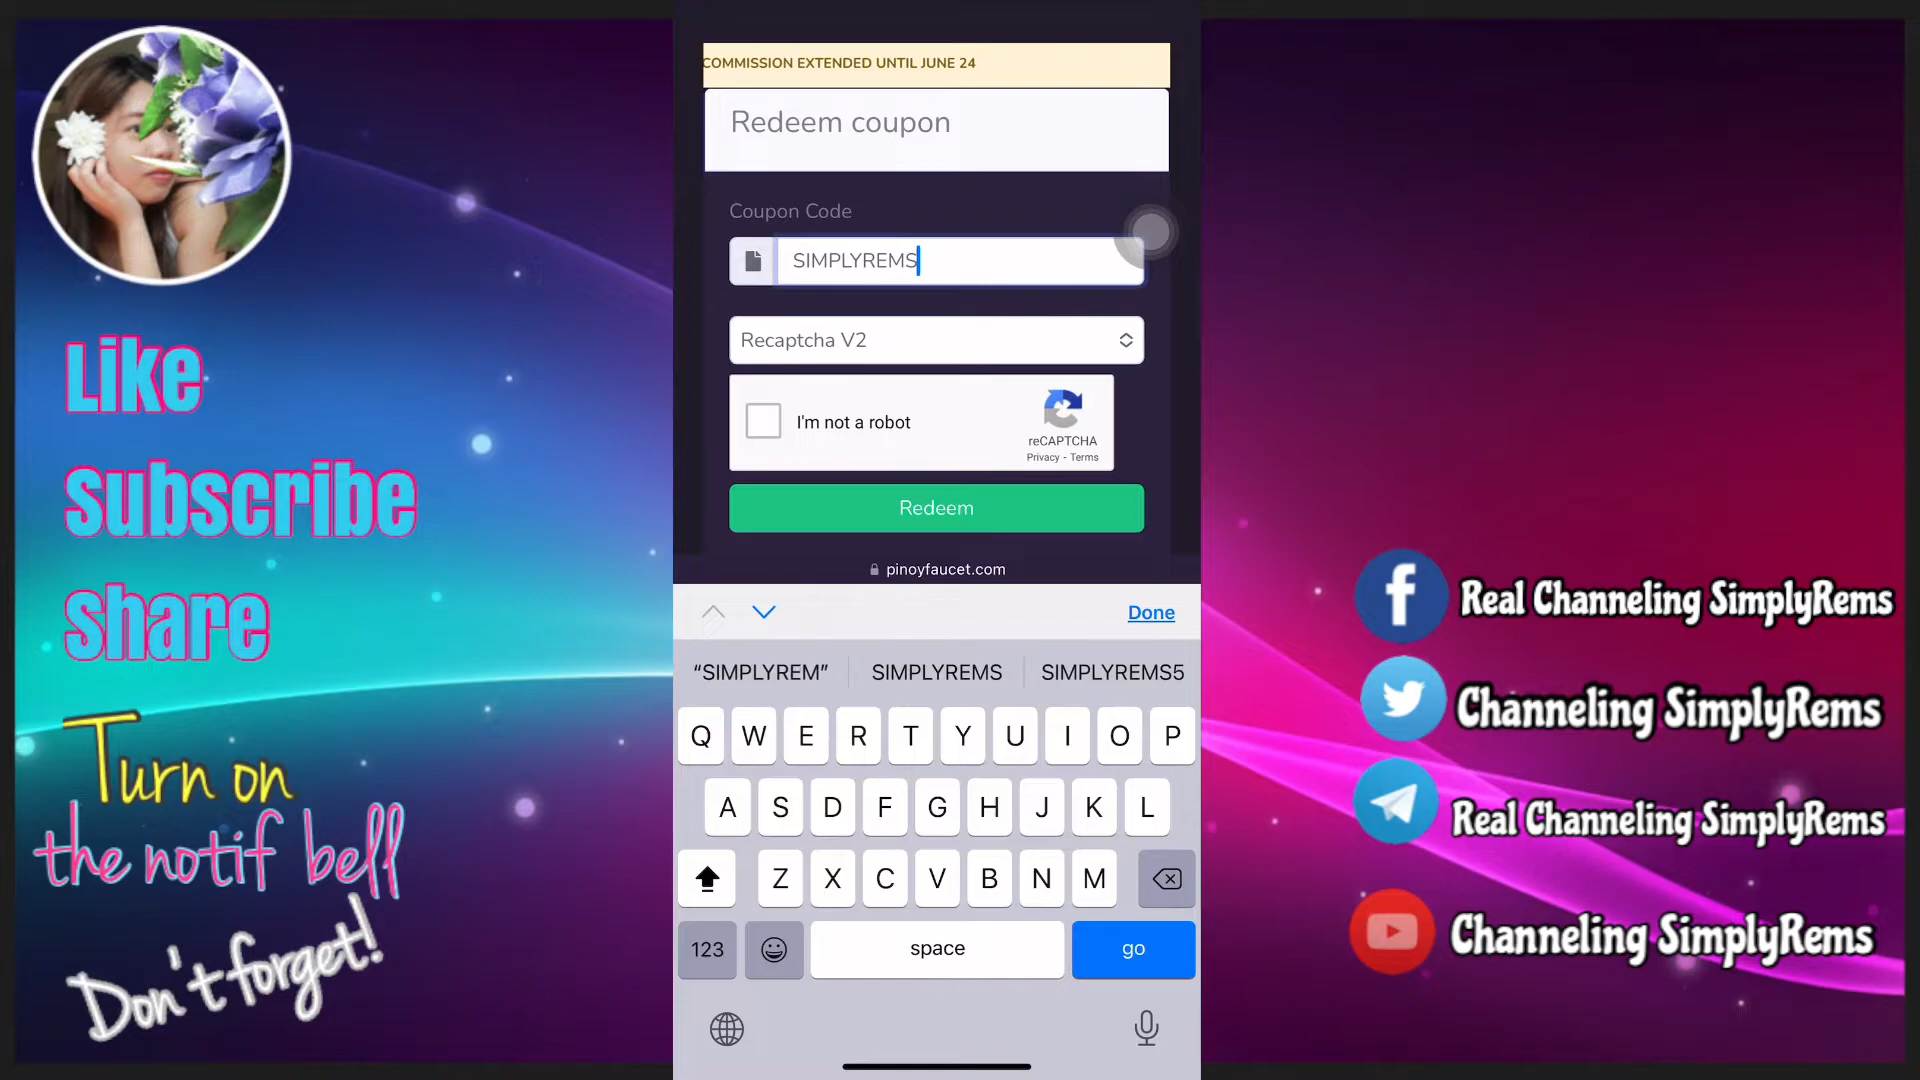 Like
Subscribe
Share
Turn on
the notif bell
Don't forget!
COMMISSION EXTENDED UNTIL JUNE 24
Redeem coupon
Coupon Code
SIMPLYREMS
Recaptcha V2
I'm not a robot
reCAPTCHA
Privacy - Terms
Redeem
pinoyfaucet.com
Done
“SIMPLYREM” SIMPLYREMS SIMPLYREMS5
Q W E R T Y U I O P
A S D F G H J K L
Z X C V B N M
123 space go
f Real Channeling SimplyRems
Channeling SimplyRems
Real Channeling SimplyRems
Channeling SimplyRems